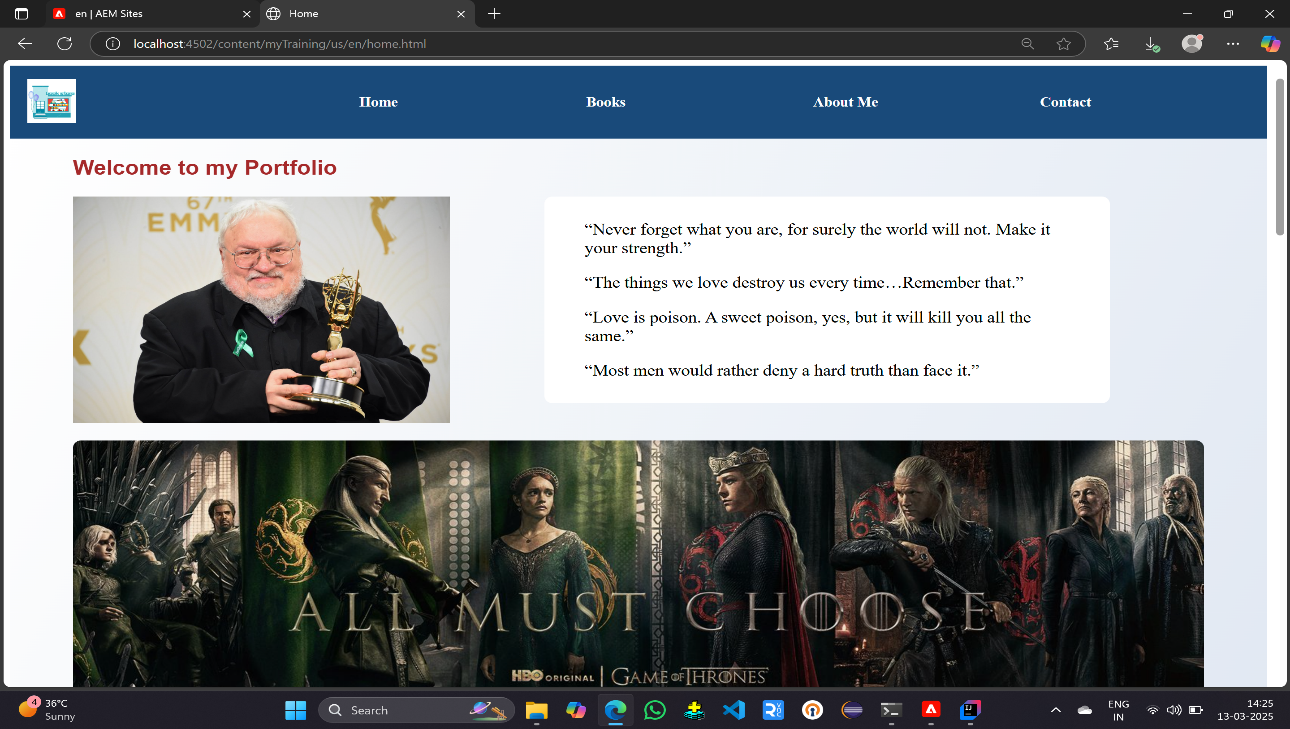 en | AEM Sites
Home
localhost:4502/content/myTraining/us/en/home.html
Home
Books
About Me
Contact
Welcome to my Portfolio
67TH
EMM
“Never forget what you are, for surely the world will not. Make it
your strength.”
“The things we love destroy us every time…Remember that.”
“Love is poison. A sweet poison, yes, but it will kill you all the
same.”
“Most men would rather deny a hard truth than face it.”
ALL MUST CHOOSE
HBO ORIGINAL | GAME OF THRONES
4
36°C
Sunny
Search
ENG
IN
14:25
13-03-2025